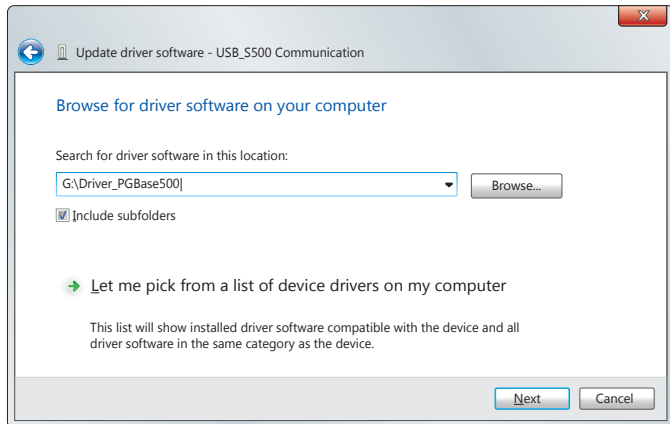 Update driver software - USB_S500 Communication
Browse for driver software on your computer
Search for driver software in this location:
G:\Driver_PGBase500
Browse...
Include subfolders
Let me pick from a list of device drivers on my computer
This list will show installed driver software compatible with the device and all
driver software in the same category as the device.
Next
Cancel